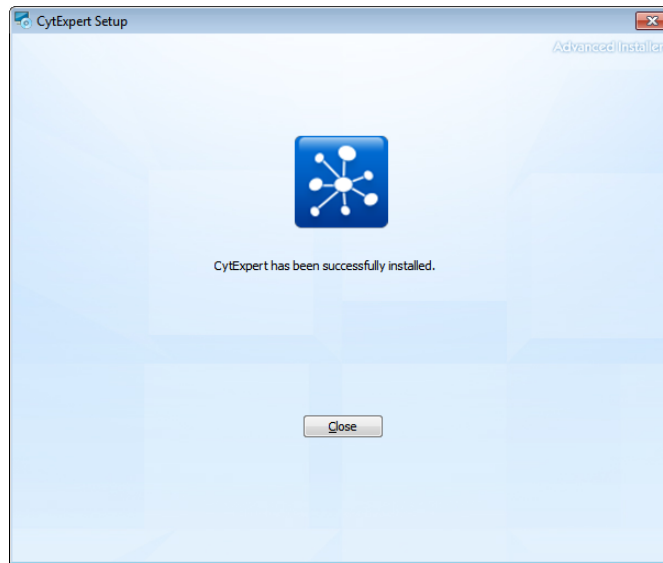 CytExpert Setup
Advanced Installer
CytExpert has been successfully installed.
Close